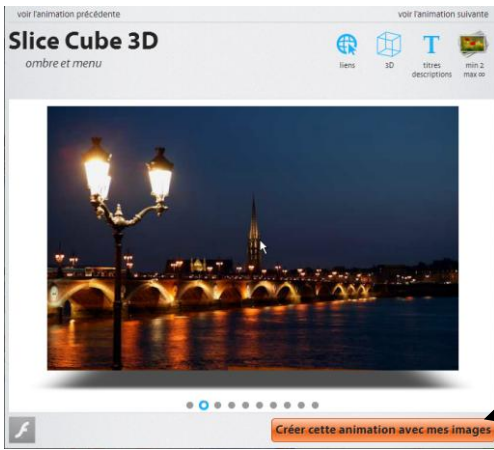 voir l'animation précédente
voir l'animation suivante
Slice Cube 3D
ombre et menu
liens
3D
titres
descriptions
min 2
max ∞
Créer cette animation avec mes images